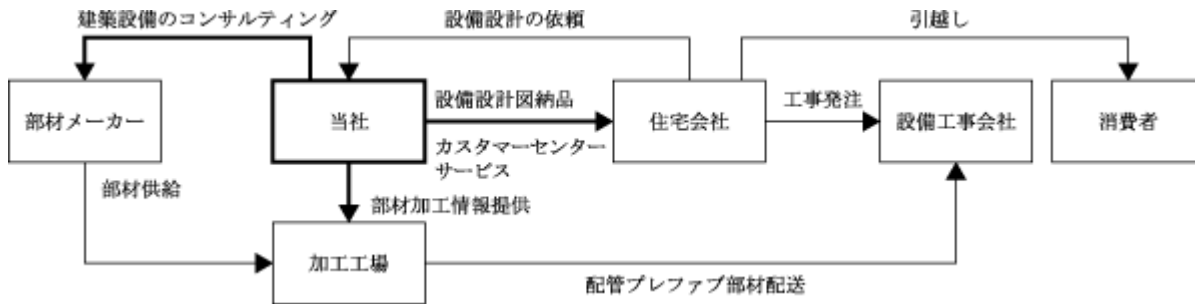 建築設備のコンサルティング
設備設計の依頼
引越し
部材メーカー
当社
設備設計図納品
カスタマーセンター
サービス
住宅会社
工事発注
設備工事会社
消費者
部材供給
部材加工情報提供
加工工場
配管プレファブ部材配送